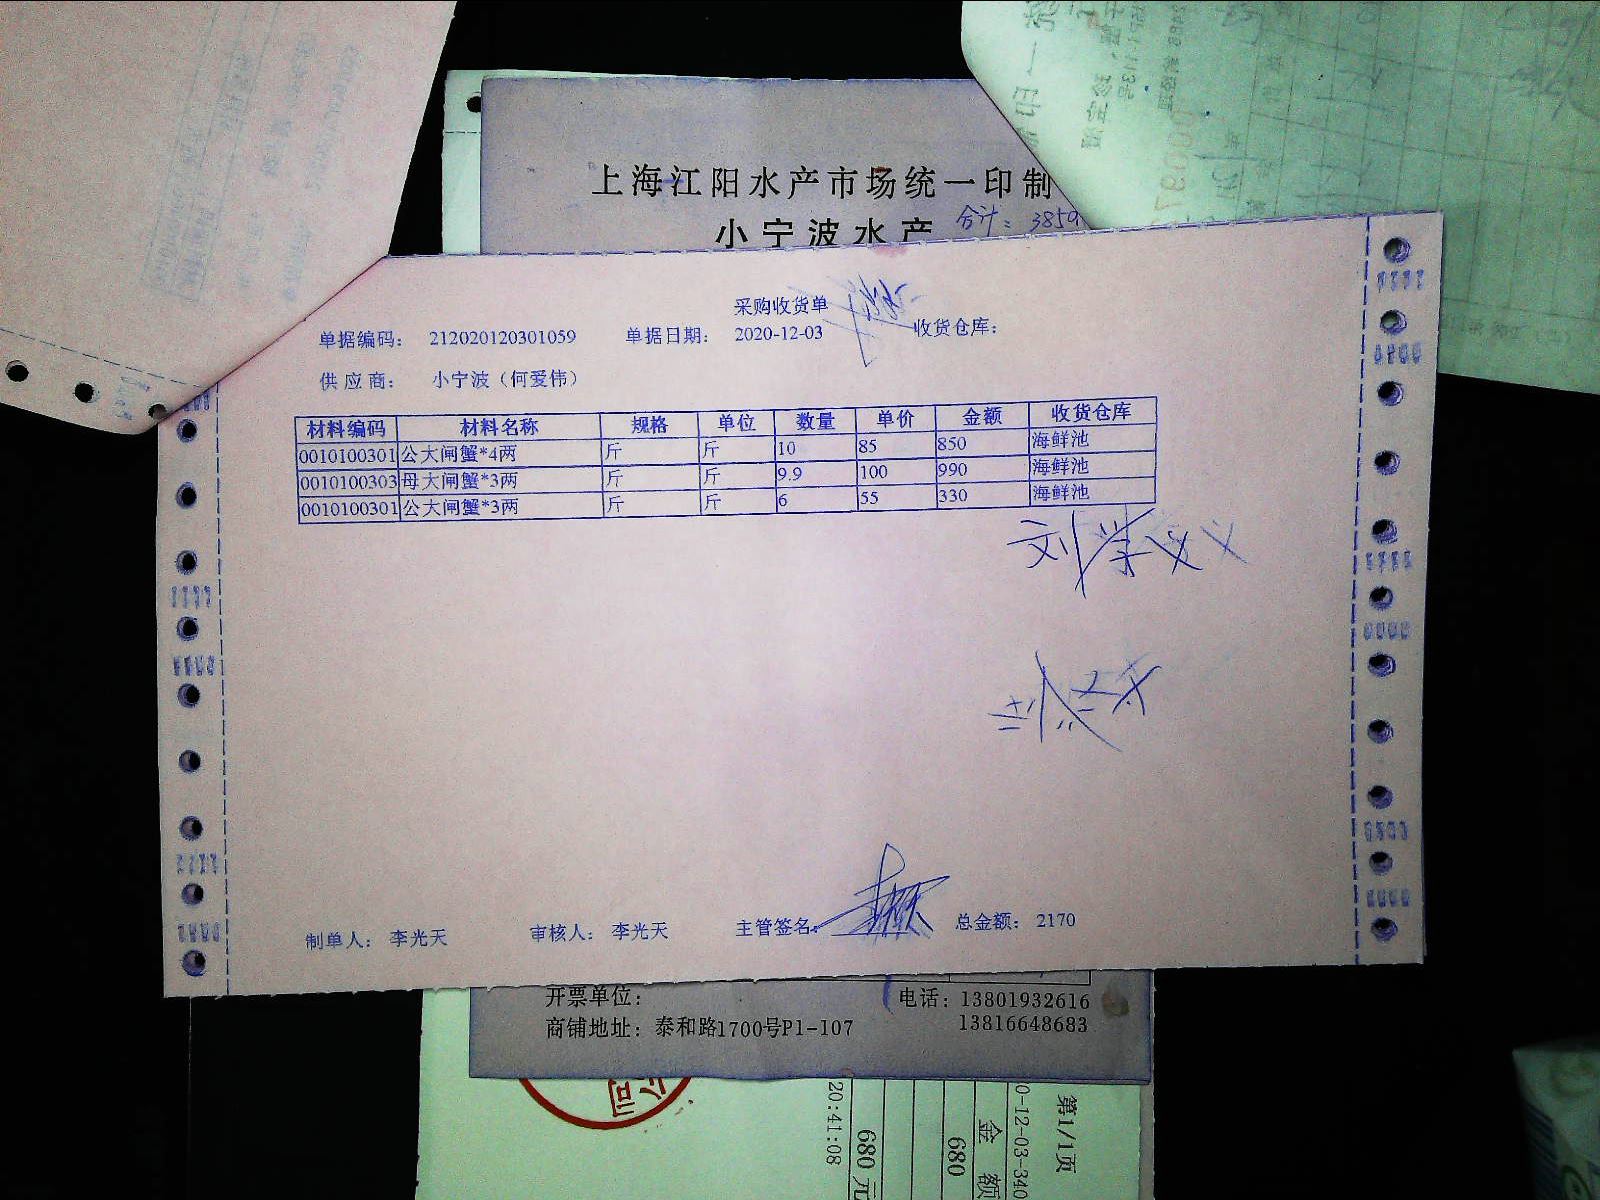 上海江阳水产市场统一印制
小宁波水产
合计：3859
采购收货单
单据编码： 212020120301059 单据日期： 2020-12-03 收货仓库：
供应商： 小宁波（何爱伟）
材料编码 材料名称 规格 单位 数量 单价 金额 收货仓库
0010100301 公大闸蟹*4两 斤 斤 10 85 850 海鲜池
0010100303 母大闸蟹*3两 斤 斤 9.9 100 990 海鲜池
0010100301 公大闸蟹*3两 斤 斤 6 55 330 海鲜池
制单人： 李光天 审核人： 李光天 主管签名： 总金额： 2170
开票单位： 电话：13801932616
商铺地址：泰和路1700号P1-107 13816648683
第1/1页
0-12-03-340
金 额
680
680 元
20:41:08